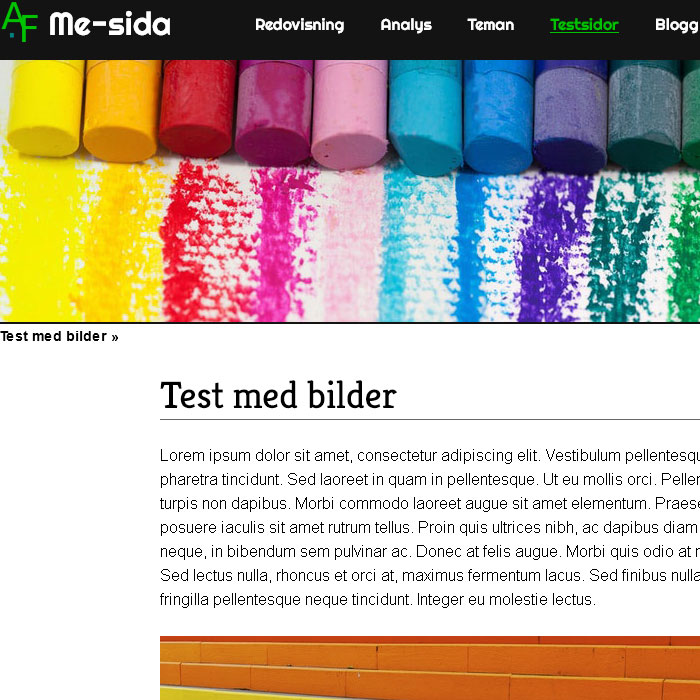 AF Me-sida Redovisning Analys Teman Testsidor Blogg
Test med bilder »
Test med bilder
Lorem ipsum dolor sit amet, consectetur adipiscing elit. Vestibulum
pharetra tincidunt. Sed laoreet in quam in pellentesque. Ut eu mollis orci.
turpis non dapibus. Morbi commodo laoreet augue sit amet elementum.
posuere iaculis sit amet rutrum tellus. Proin quis ultrices nibh, ac dapibus diam
neque, in bibendum sem pulvinar ac. Donec at felis augue. Morbi quis odio at
Sed lectus nulla, rhoncus et orci at, maximus fermentum lacus. Sed finibus
fringilla pellentesque neque tincidunt. Integer eu molestie lectus.